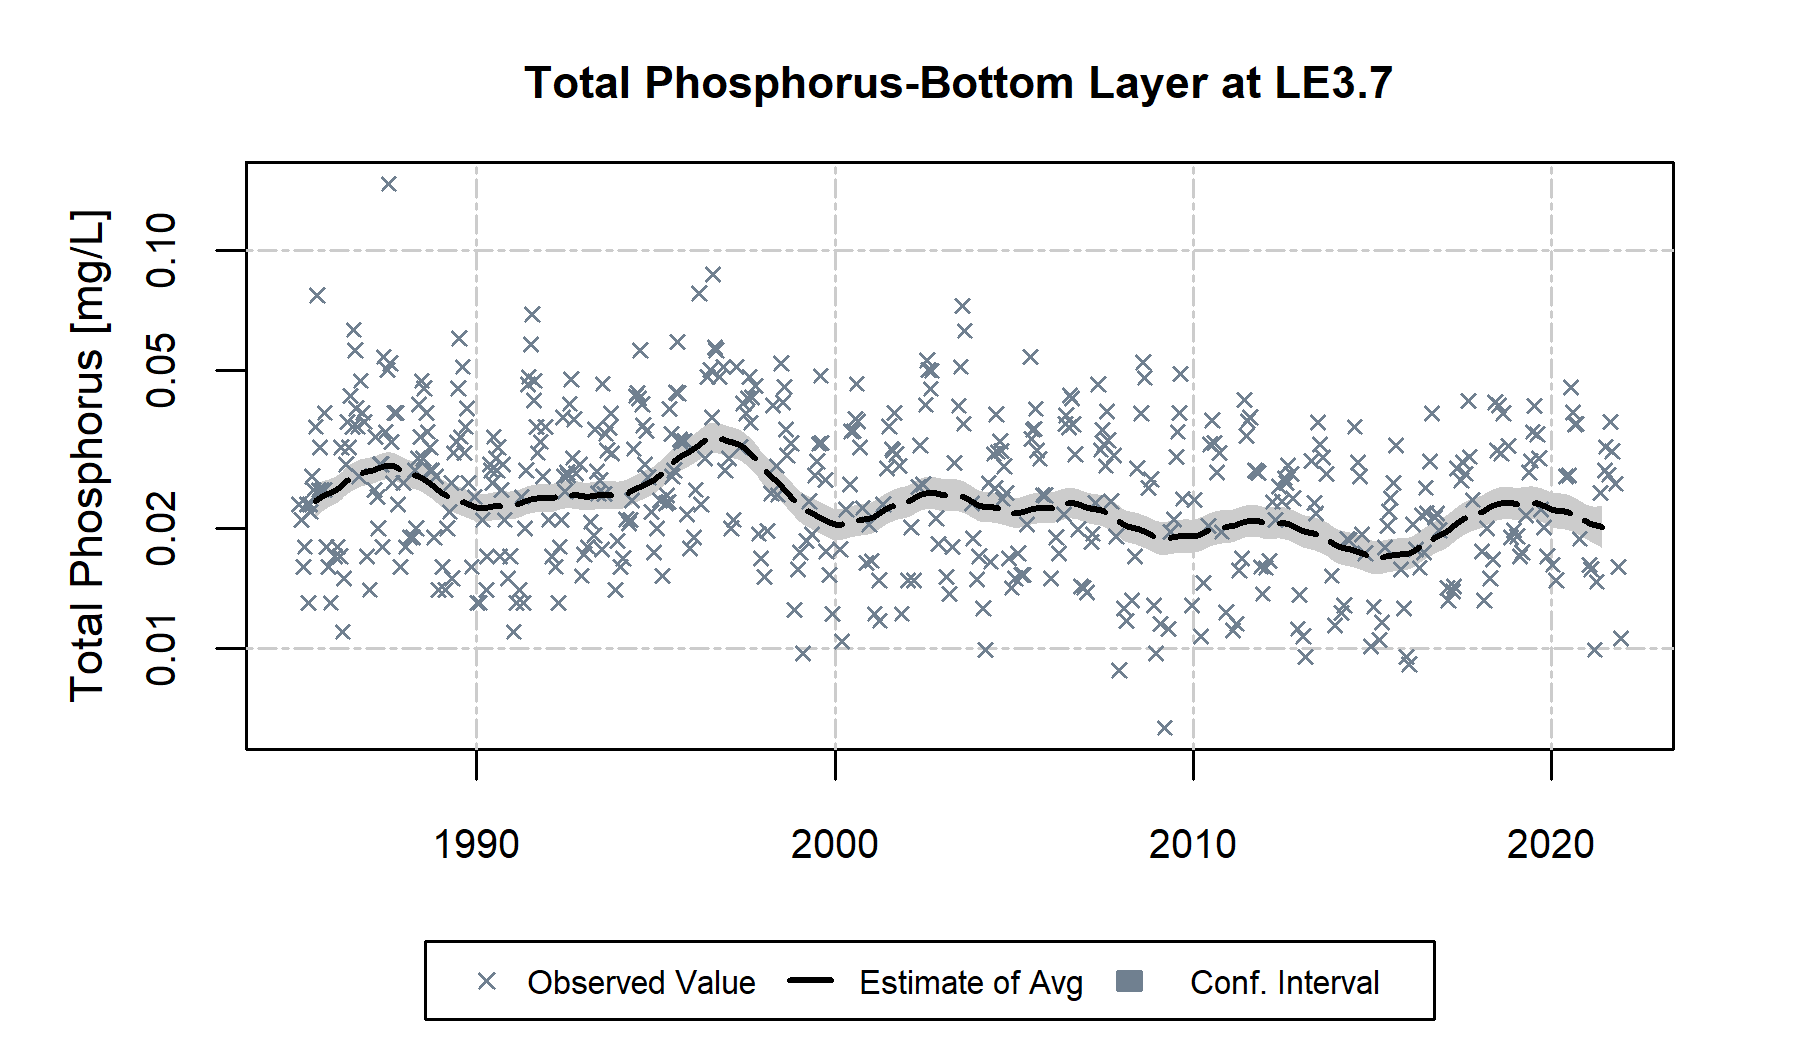 Total Phosphorus-Bottom Layer at LE3.7
Total Phosphorus [mg/L]
0.10
0.05
0.02
0.01
1990 2000 2010 2020
Observed Value Estimate of Avg Conf. Interval